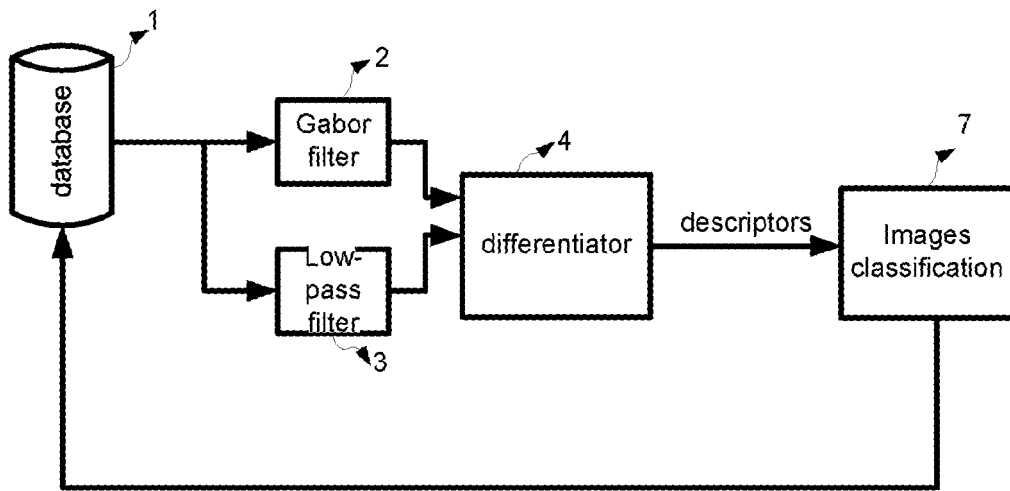 1
database
2
Gabor
filter
Low-
pass
filter
3
4
differentiator
descriptors
7
Images
classification